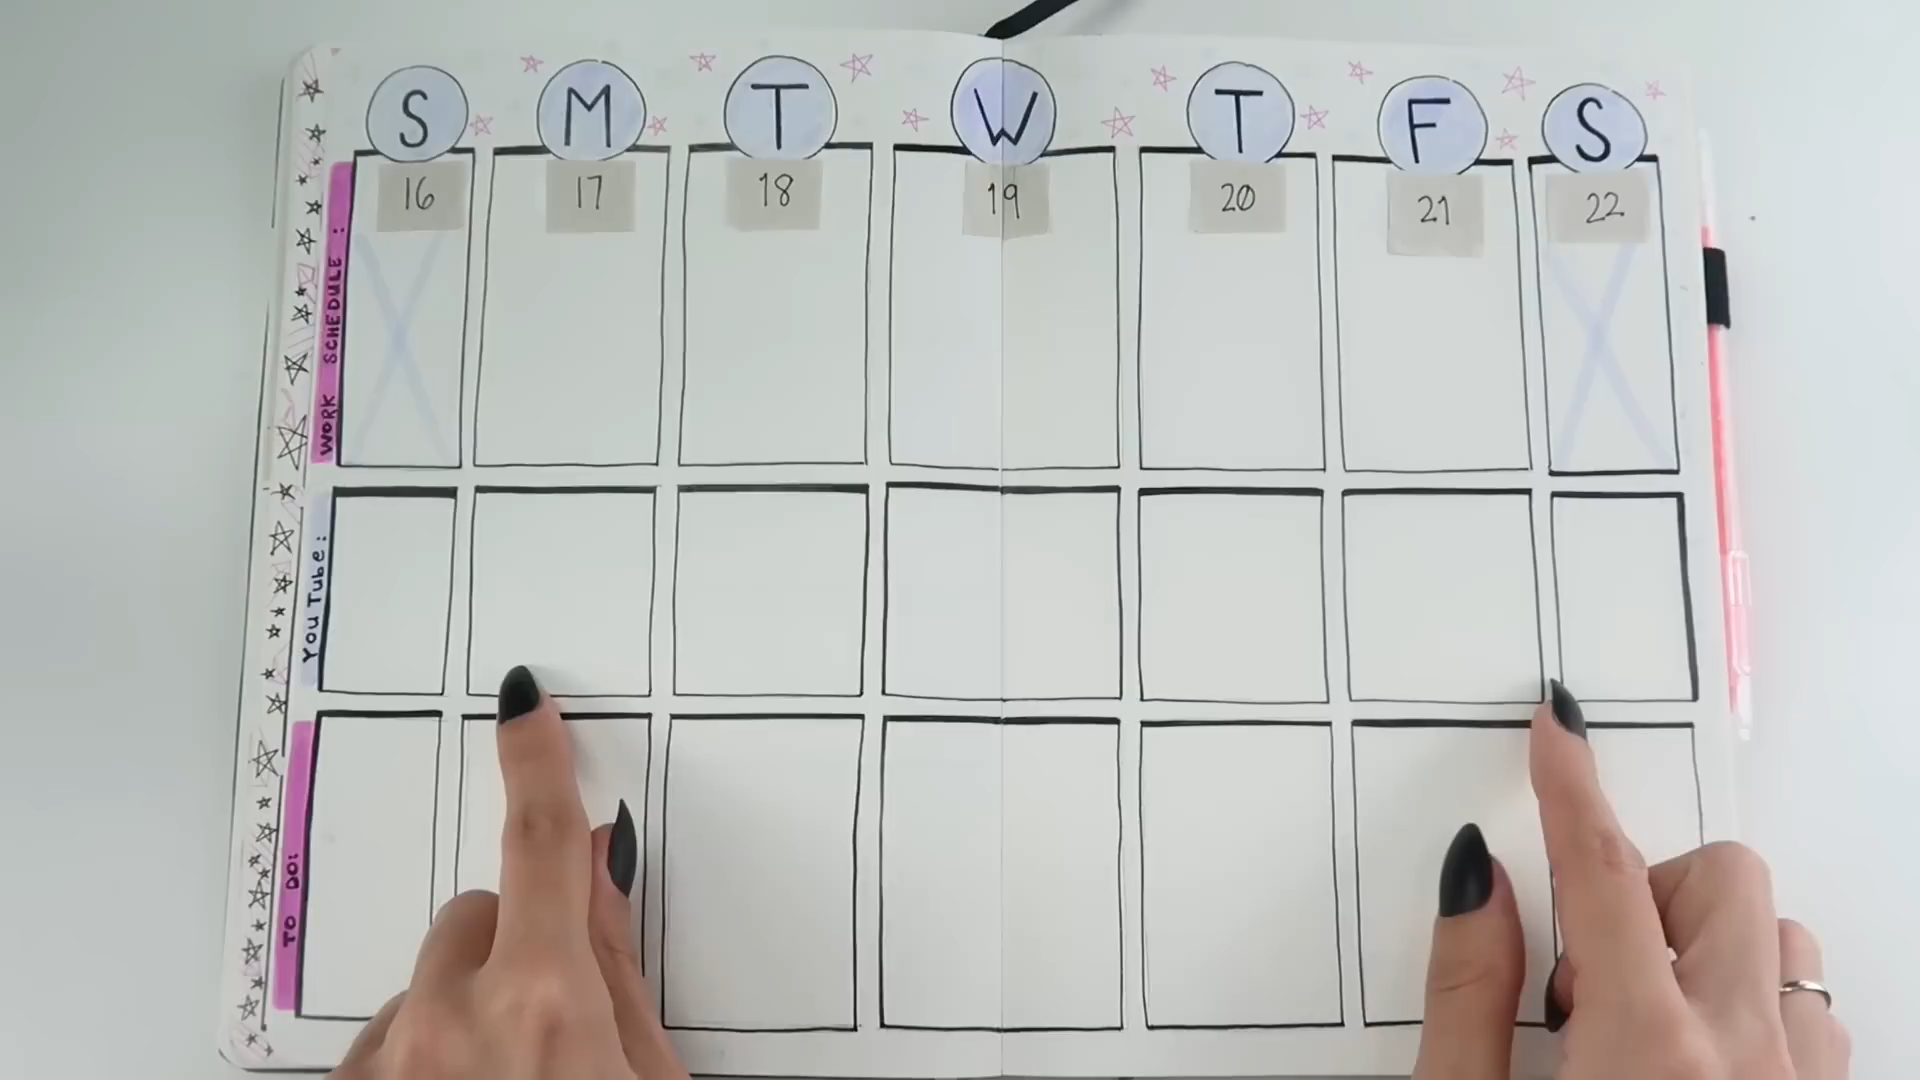 S M T W T F S
16 17 18 19 20 21 22
WORK SCHEDULE :
YouTube :
TO DO: